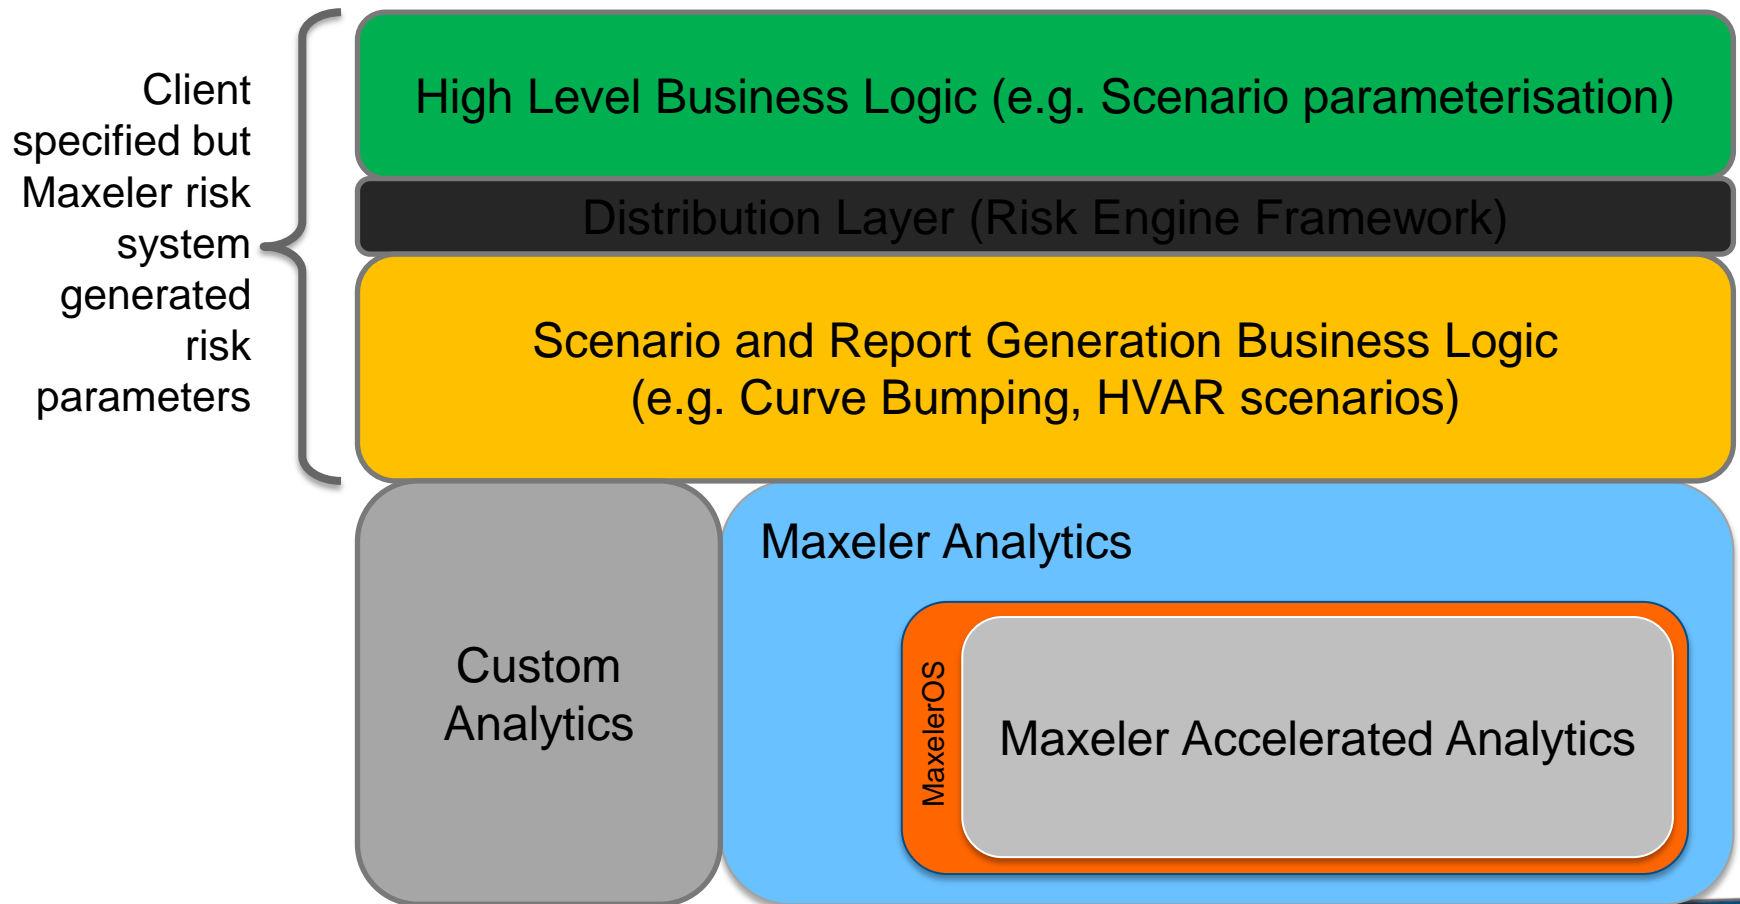 Client
specified but
Maxeler risk
system
generated
risk
parameters
High Level Business Logic (e.g. Scenario parameterisation)
Distribution Layer (Risk Engine Framework)
Scenario and Report Generation Business Logic
(e.g. Curve Bumping, HVAR scenarios)
Custom
Analytics
Maxeler Analytics
MaxelerOS
Maxeler Accelerated Analytics